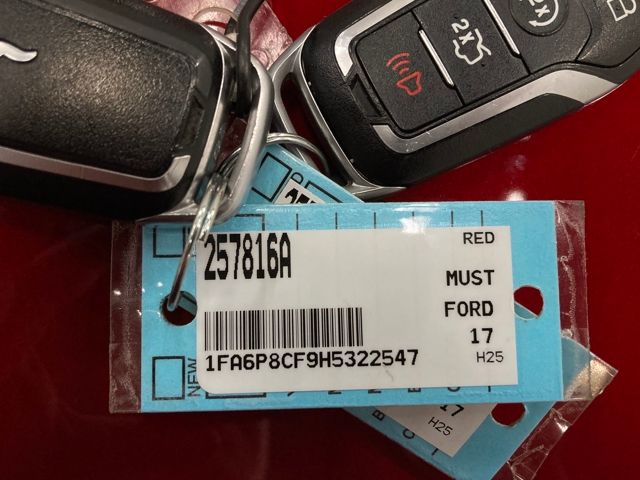 2x
257816A
RED
MUST
FORD
17
1FA6P8CF9H5322547
H25
NEW
17
H25